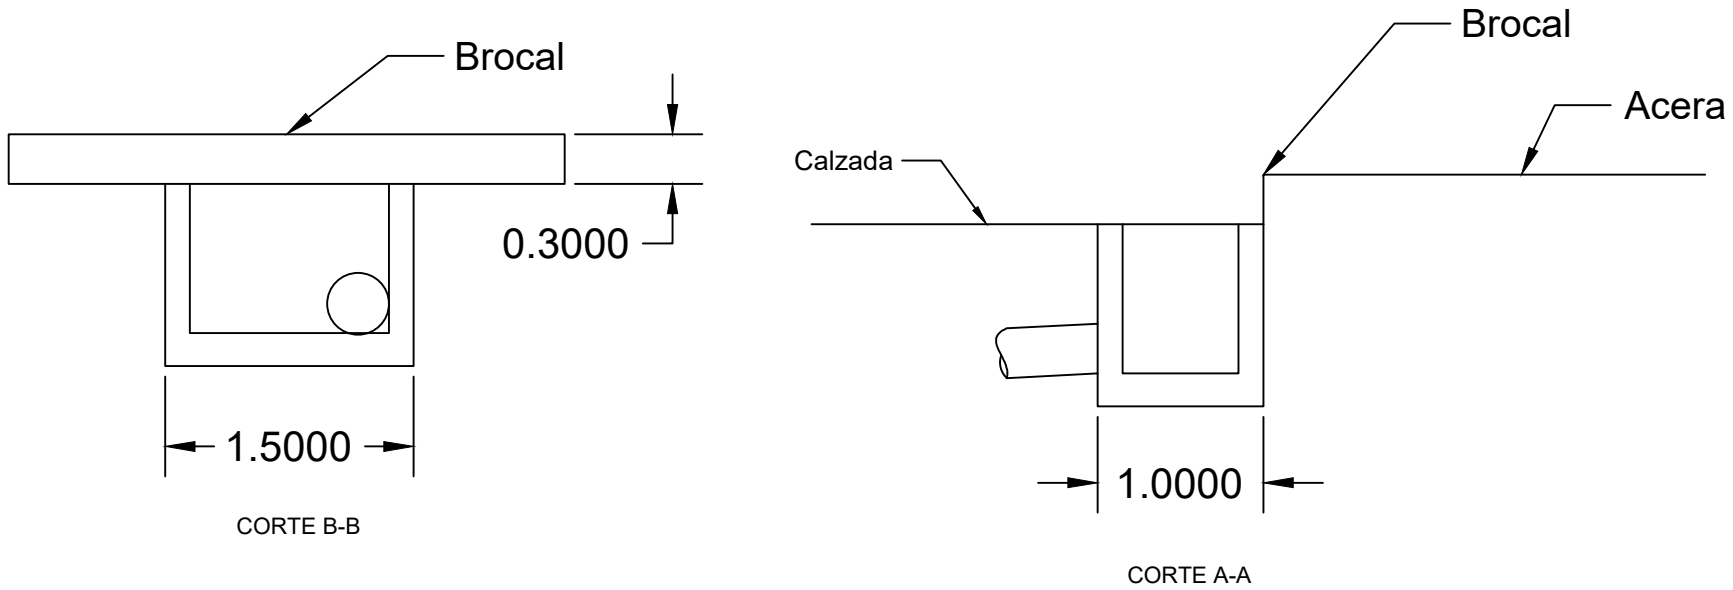 Brocal
0.3000
1.5000
CORTE B-B
Brocal
Acera
Calzada
1.0000
CORTE A-A